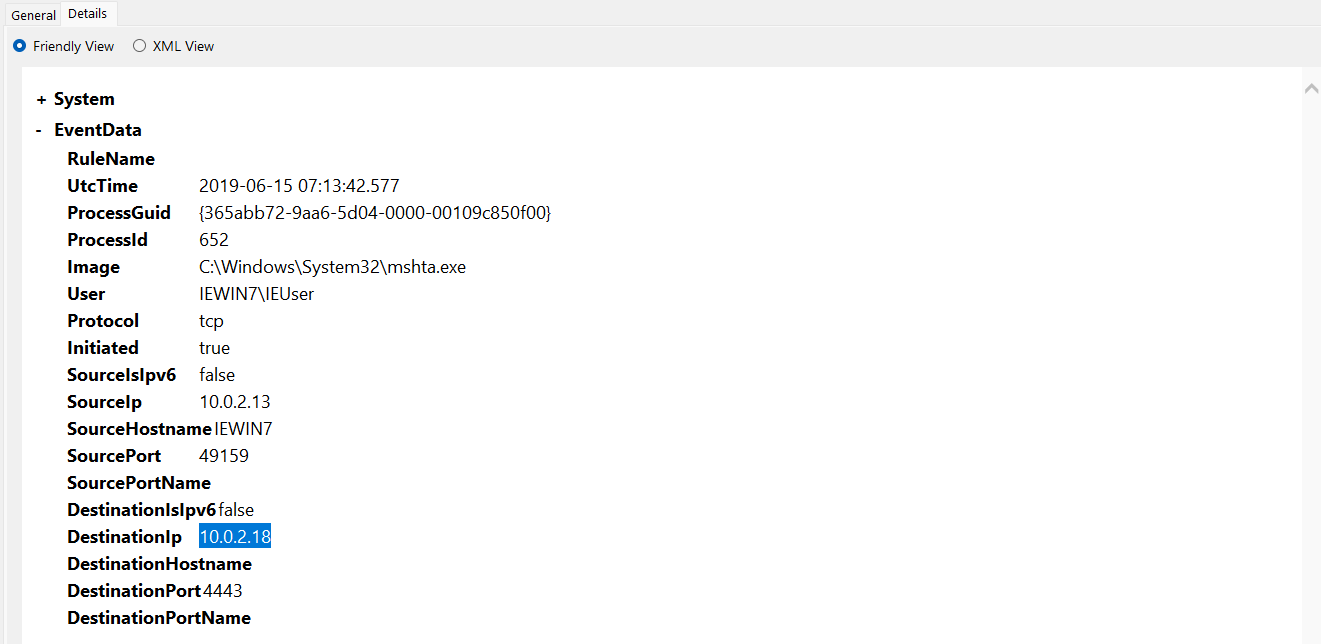 General Details
Friendly View XML View
+ System
- EventData
RuleName
UtcTime 2019-06-15 07:13:42.577
ProcessGuid {365abb72-9aa6-5d04-0000-00109c850f00}
ProcessId 652
Image C:\Windows\System32\mshta.exe
User IEWIN7\IEUser
Protocol tcp
Initiated true
SourceIsIpv6 false
SourceIp 10.0.2.13
SourceHostname IEWIN7
SourcePort 49159
SourcePortName
DestinationIsIpv6 false
DestinationIp 10.0.2.18
DestinationHostname
DestinationPort 4443
DestinationPortName